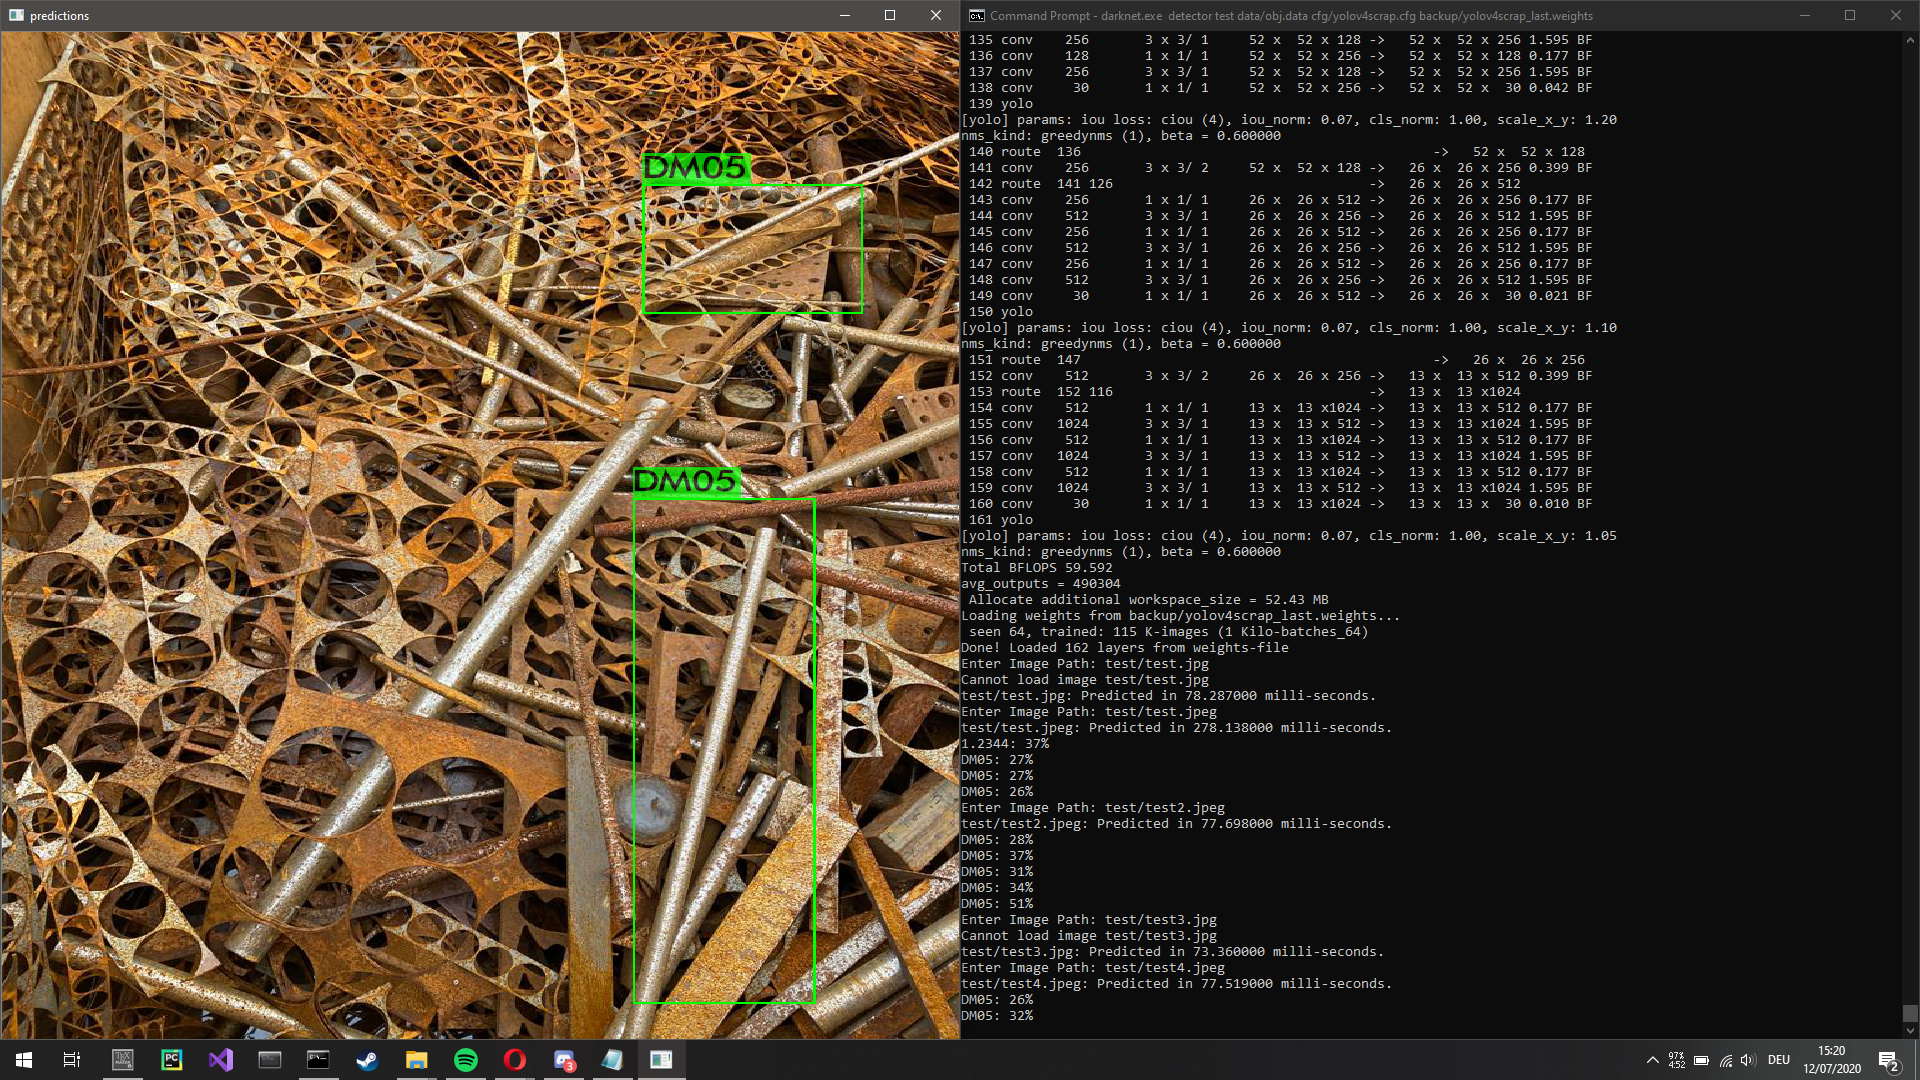 predictions
DM05
DM05
Command Prompt - darknet.exe  detector test data/obj.data cfg/yolov4scrap.cfg backup/yolov4scrap_last.weights
135 conv    256       3 x 3/ 1     52 x  52 x 128 ->   52 x  52 x 256 1.595 BF
136 conv    128       1 x 1/ 1     52 x  52 x 256 ->   52 x  52 x 128 0.177 BF
137 conv    256       3 x 3/ 1     52 x  52 x 128 ->   52 x  52 x 256 1.595 BF
138 conv     30       1 x 1/ 1     52 x  52 x 256 ->   52 x  52 x  30 0.042 BF
139 yolo
[yolo] params: iou loss: ciou (4), iou_norm: 0.07, cls_norm: 1.00, scale_x_y: 1.20
nms_kind: greedynms (1), beta = 0.600000
140 route  136                                            ->   52 x  52 x 128
141 conv    256       3 x 3/ 2     52 x  52 x 128 ->   26 x  26 x 256 0.399 BF
142 route  141 126                                ->   26 x  26 x 512
143 conv    256       1 x 1/ 1     26 x  26 x 512 ->   26 x  26 x 256 0.177 BF
144 conv    512       3 x 3/ 1     26 x  26 x 256 ->   26 x  26 x 512 1.595 BF
145 conv    256       1 x 1/ 1     26 x  26 x 512 ->   26 x  26 x 256 0.177 BF
146 conv    512       3 x 3/ 1     26 x  26 x 256 ->   26 x  26 x 512 1.595 BF
147 conv    256       1 x 1/ 1     26 x  26 x 512 ->   26 x  26 x 256 0.177 BF
148 conv    512       3 x 3/ 1     26 x  26 x 256 ->   26 x  26 x 512 1.595 BF
149 conv     30       1 x 1/ 1     26 x  26 x 512 ->   26 x  26 x  30 0.021 BF
150 yolo
[yolo] params: iou loss: ciou (4), iou_norm: 0.07, cls_norm: 1.00, scale_x_y: 1.10
nms_kind: greedynms (1), beta = 0.600000
151 route  147                                            ->   26 x  26 x 256
152 conv    512       3 x 3/ 2     26 x  26 x 256 ->   13 x  13 x 512 0.399 BF
153 route  152 116                                ->   13 x  13 x1024
154 conv    512       1 x 1/ 1     13 x  13 x1024 ->   13 x  13 x 512 0.177 BF
155 conv   1024       3 x 3/ 1     13 x  13 x 512 ->   13 x  13 x1024 1.595 BF
156 conv    512       1 x 1/ 1     13 x  13 x1024 ->   13 x  13 x 512 0.177 BF
157 conv   1024       3 x 3/ 1     13 x  13 x 512 ->   13 x  13 x1024 1.595 BF
158 conv    512       1 x 1/ 1     13 x  13 x1024 ->   13 x  13 x 512 0.177 BF
159 conv   1024       3 x 3/ 1     13 x  13 x 512 ->   13 x  13 x1024 1.595 BF
160 conv     30       1 x 1/ 1     13 x  13 x1024 ->   13 x  13 x  30 0.010 BF
161 yolo
[yolo] params: iou loss: ciou (4), iou_norm: 0.07, cls_norm: 1.00, scale_x_y: 1.05
nms_kind: greedynms (1), beta = 0.600000
Total BFLOPS 59.592
avg_outputs = 490304
Allocate additional workspace_size = 52.43 MB
Loading weights from backup/yolov4scrap_last.weights...
seen 64, trained: 115 K-images (1 Kilo-batches_64)
Done! Loaded 162 layers from weights-file
Enter Image Path: test/test.jpg
Cannot load image test/test.jpg
test/test.jpg: Predicted in 78.287000 milli-seconds.
Enter Image Path: test/test.jpeg
test/test.jpeg: Predicted in 278.138000 milli-seconds.
1.2344: 37%
DM05: 27%
DM05: 27%
DM05: 26%
Enter Image Path: test/test2.jpeg
test/test2.jpeg: Predicted in 77.698000 milli-seconds.
DM05: 28%
DM05: 37%
DM05: 31%
DM05: 34%
DM05: 51%
Enter Image Path: test/test3.jpg
Cannot load image test/test3.jpg
test/test3.jpg: Predicted in 73.360000 milli-seconds.
Enter Image Path: test/test4.jpeg
test/test4.jpeg: Predicted in 77.519000 milli-seconds.
DM05: 26%
DM05: 32%
PC
3
97%
4:52
DEU
15:20
12/07/2020
2